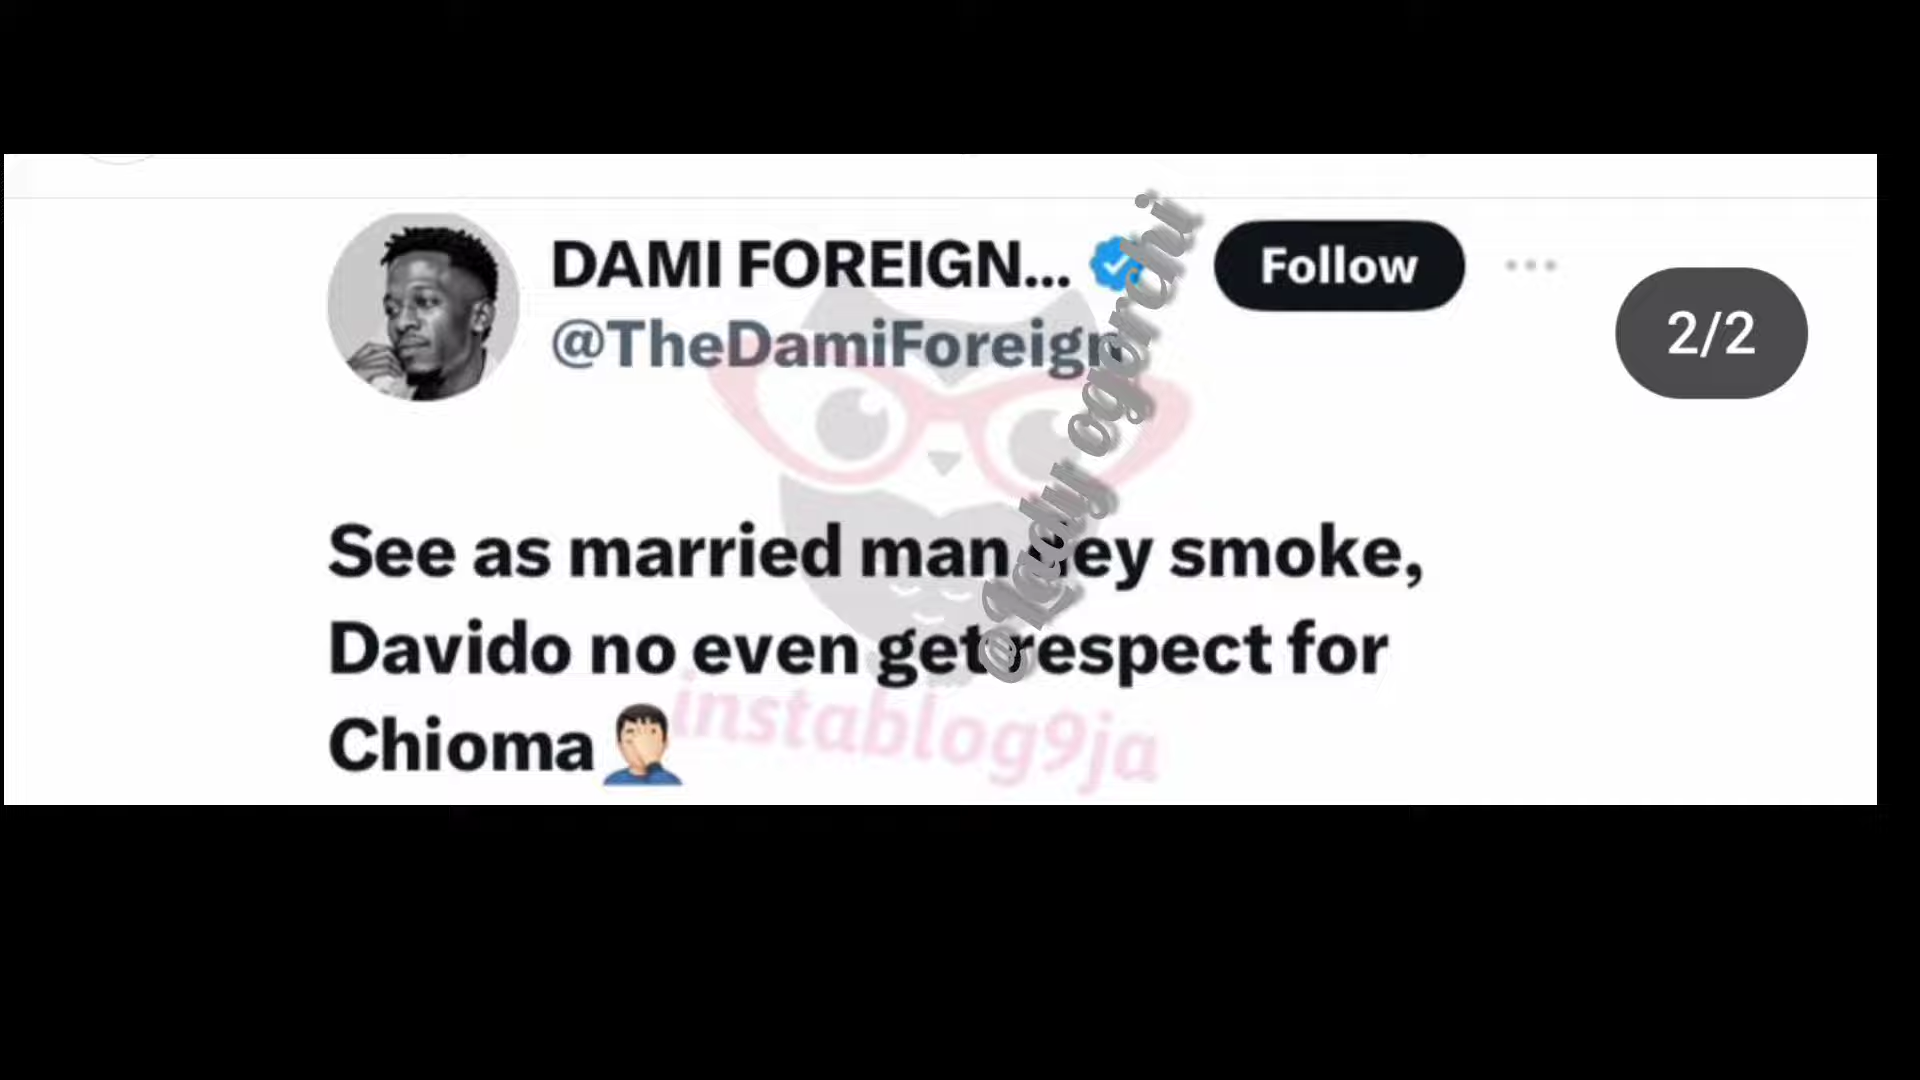 DAMI FOREIGN...
Follow
@TheDamiForeign
2/2
See as married man dey smoke,
Davido no even get respect for
Chioma🤦🏻‍♂️
@Lady ogorchi
instablog9ja